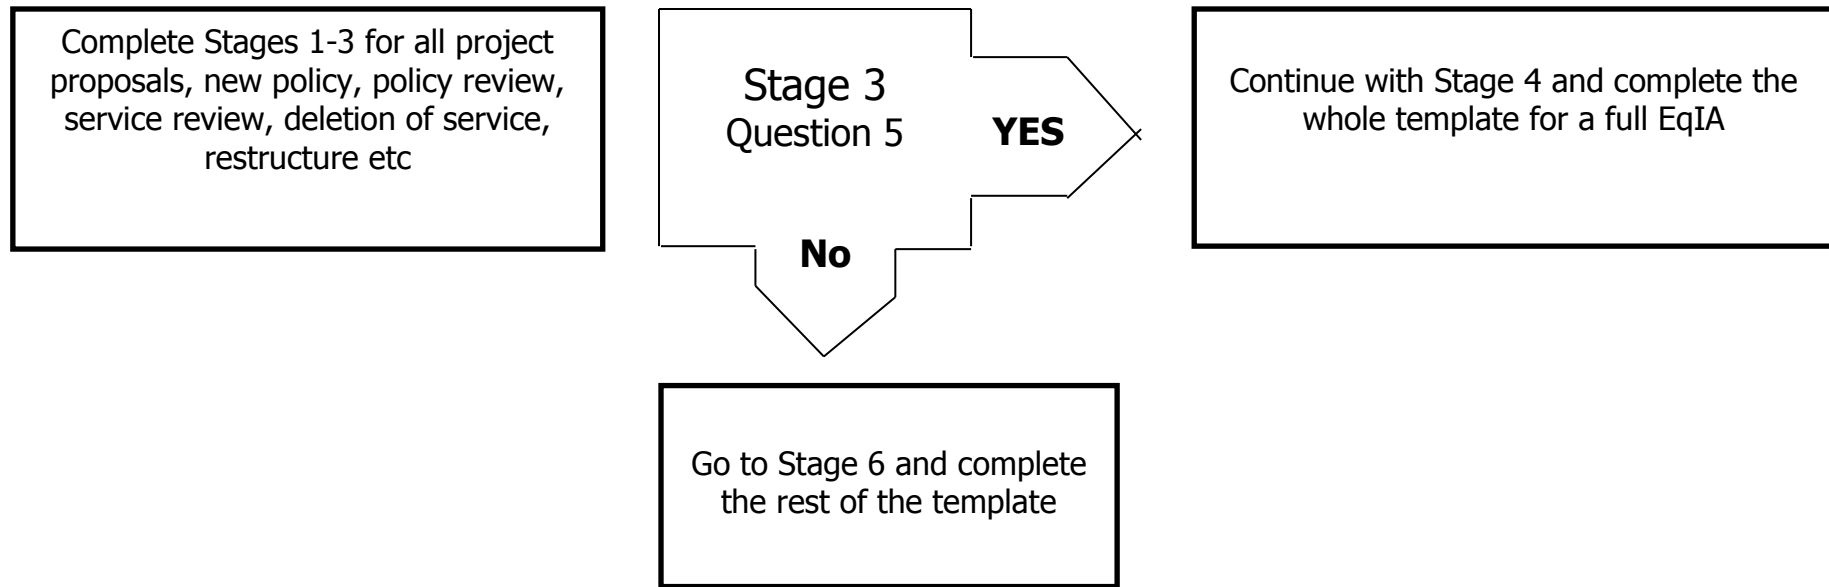 Complete Stages 1-3 for all project
proposals, new policy, policy review,
service review, deletion of service,
restructure etc
Stage 3
Question 5
YES
No
Continue with Stage 4 and complete the
whole template for a full EqIA
Go to Stage 6 and complete
the rest of the template